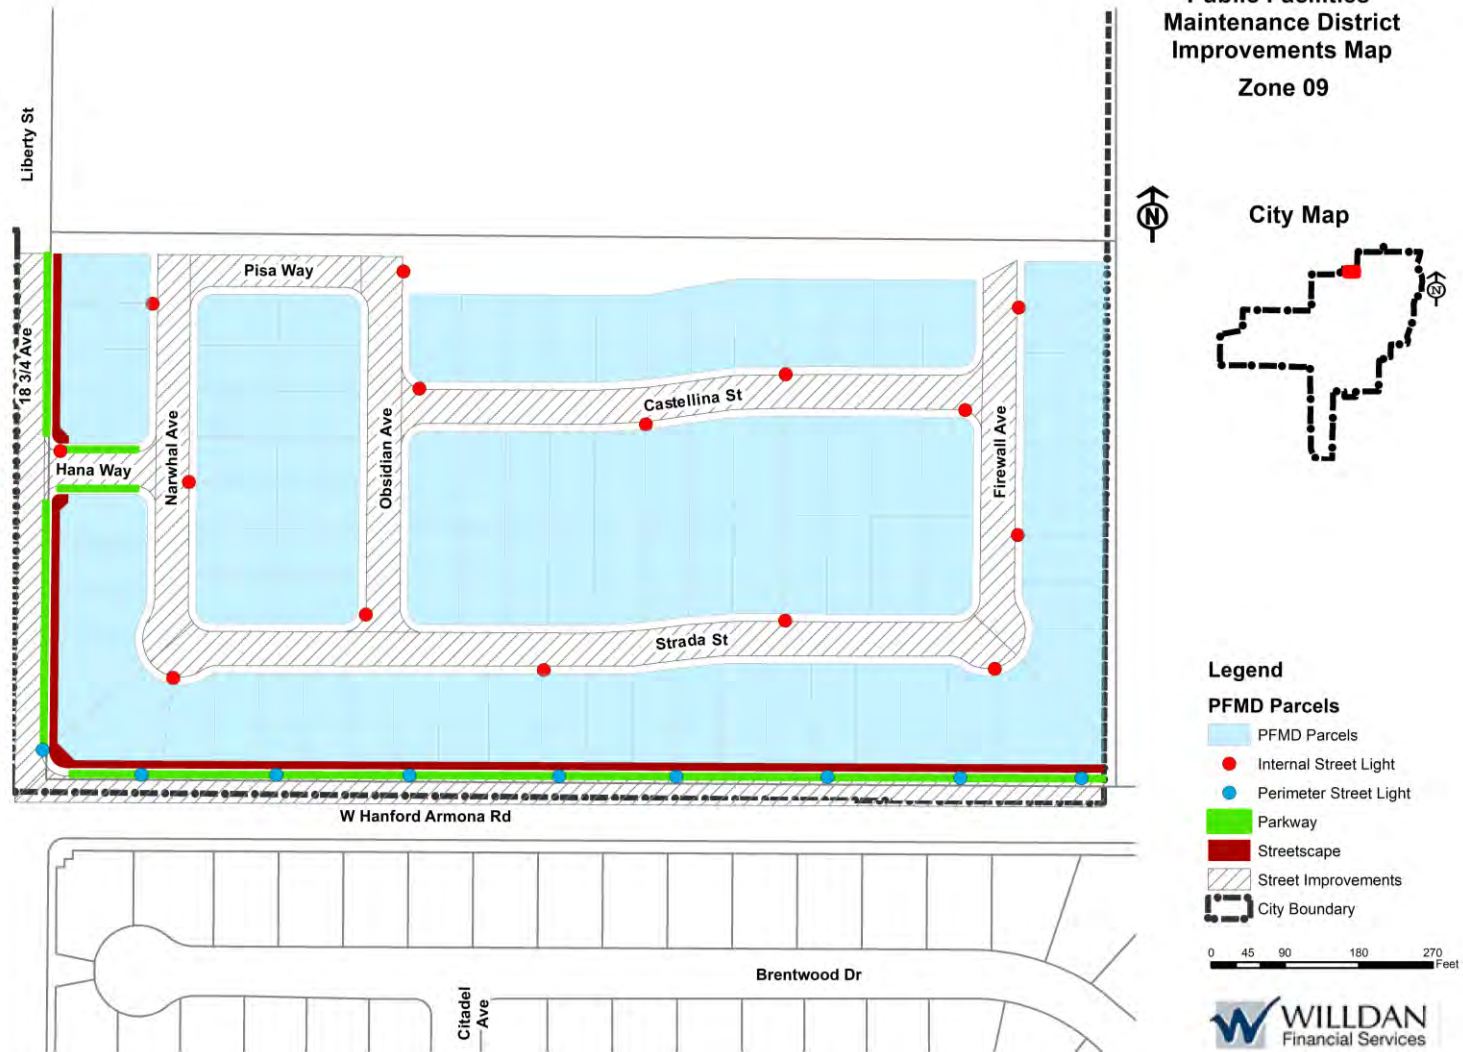 Public Facilities
Maintenance District
Improvements Map
Zone 09
Liberty St
N
City Map
N
Pisa Way
18 3/4 Ave
Castellina St
Narwhal Ave
Obsidian Ave
Firewall Ave
Hana Way
Strada St
W Hanford Armona Rd
Legend
PFMD Parcels
PFMD Parcels
Internal Street Light
Perimeter Street Light
Parkway
Streetscape
Street Improvements
City Boundary
0 45 90 180 270
Feet
Brentwood Dr
Citadel
Ave
WILLDAN
Financial Services